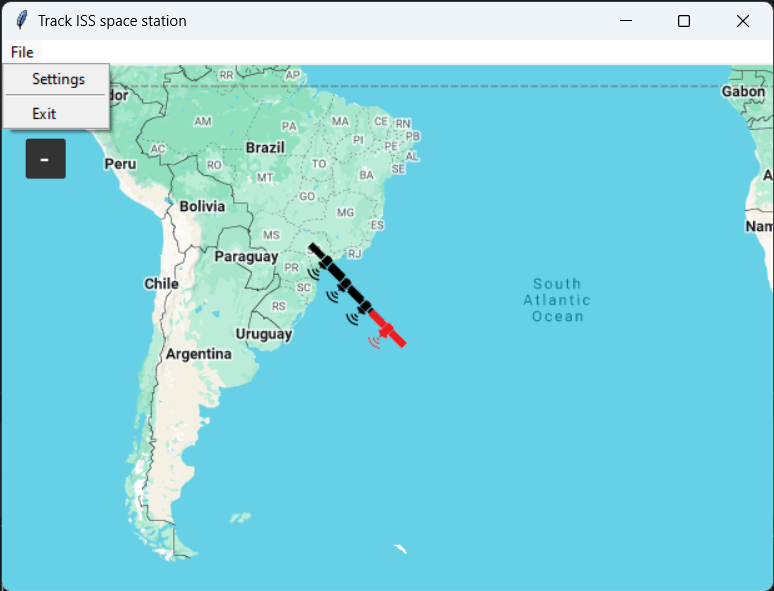 Track ISS space station
File
Settings
Exit
dor
RR
AP
Gabon
AM
PA
MA
CE
RN
PB
PI
PE
AL
AC
Brazil
Peru
RO
TO
SE
MT
BA
A
GO
Bolivia
MG
ES
Nam
MS
RJ
Paraguay
PR
Chile
SC
South
Atlantic
Ocean
RS
Uruguay
Argentina
-